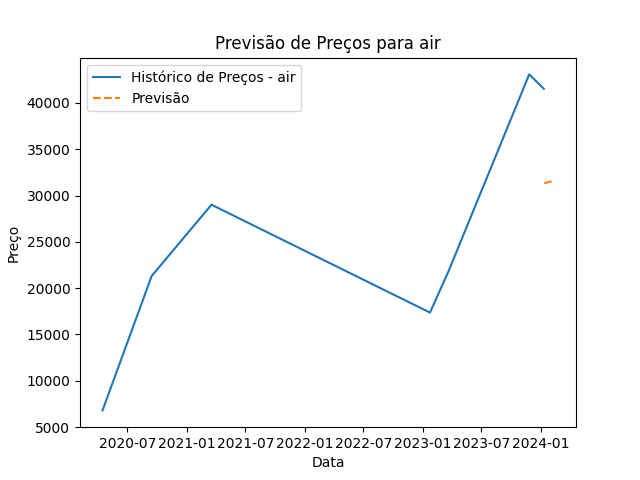 Previsão de Preços para air
Histórico de Preços - air
Previsão
Preço
40000
35000
30000
25000
20000
15000
10000
5000
2020-07 2021-01 2021-07 2022-01 2022-07 2023-01 2023-07 2024-01
Data